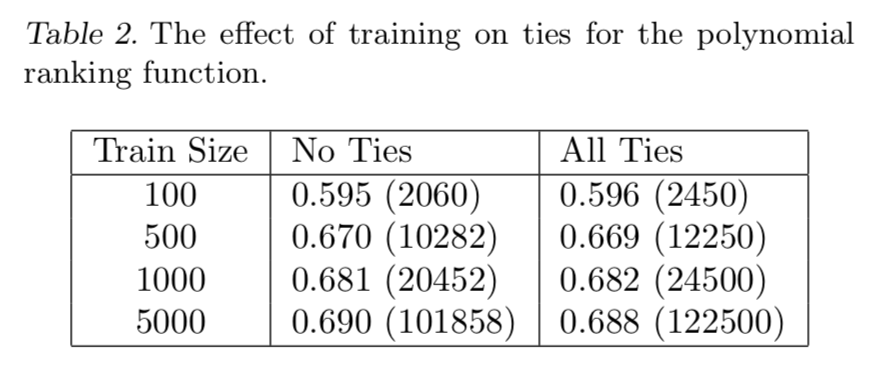 Table 2. The effect of training on ties for the polynomial
ranking function.
Train Size No Ties All Ties
100 0.595 (2060) 0.596 (2450)
500 0.670 (10282) 0.669 (12250)
1000 0.681 (20452) 0.682 (24500)
5000 0.690 (101858) 0.688 (122500)